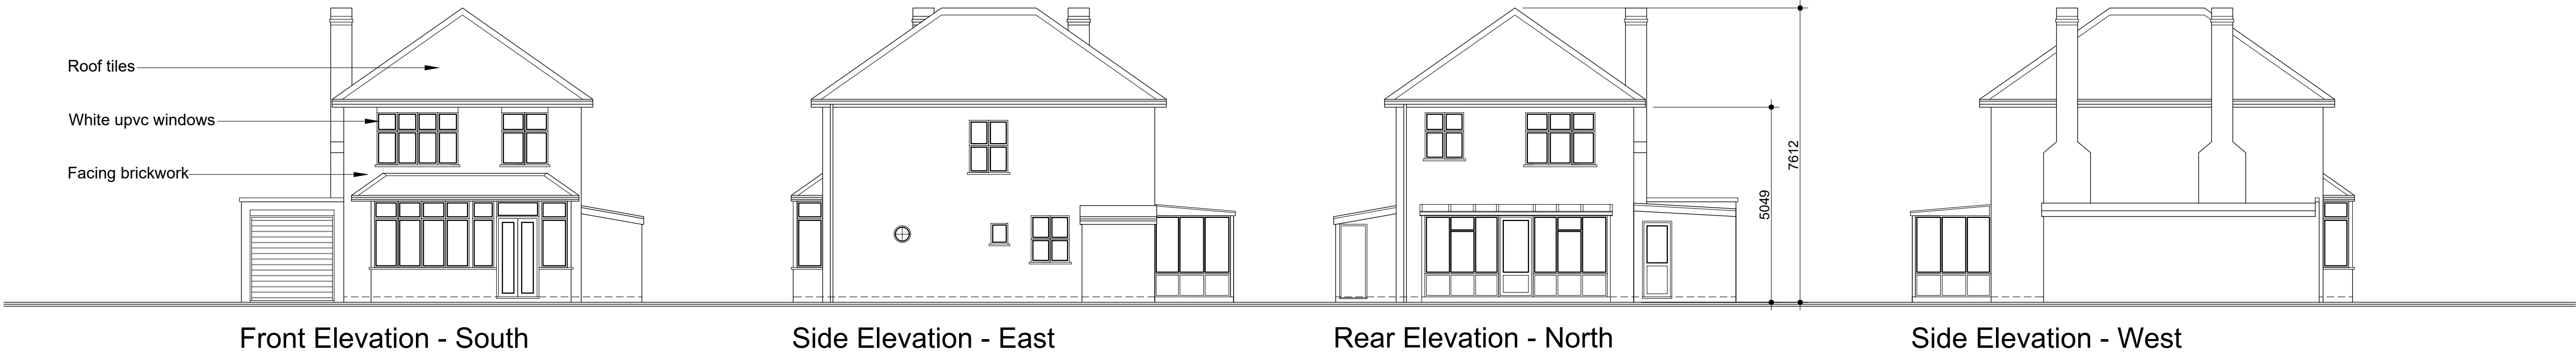 Roof tiles
White upvc windows
Facing brickwork
7612
5049
Front Elevation - South
Side Elevation - East
Rear Elevation - North
Side Elevation - West